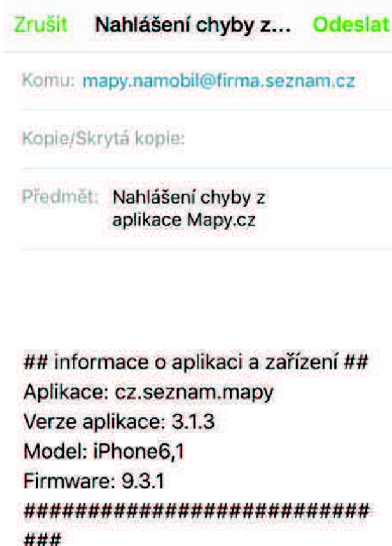 Zrušit Nahlášení chyby z... Odeslat
Komu: mapy.namobil@firma.seznam.cz
Kopie/Skrytá kopie:
Předmět: Nahlášení chyby z
aplikace Mapy.cz
## informace o aplikaci a zařízení ##
Aplikace: cz.seznam.mapy
Verze aplikace: 3.1.3
Model: iPhone6,1
Firmware: 9.3.1
###########################
###